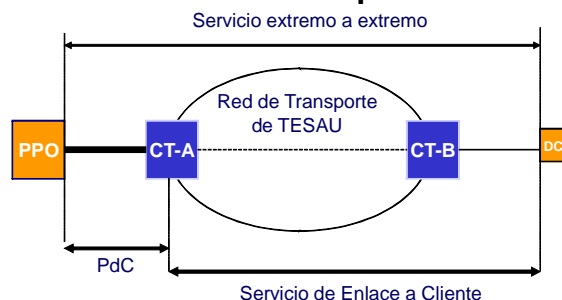 Servicio extremo a extremo
Red de Transporte
de TESAU
PPO
CT-A
CT-B
DC
PdC
Servicio de Enlace a Cliente